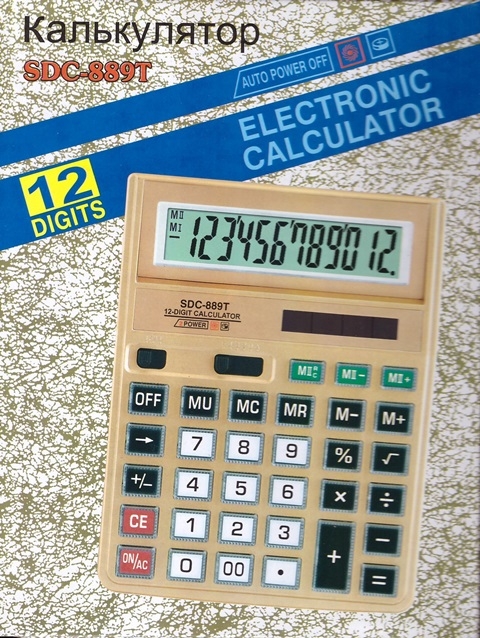 Калькулятор
SDC-889T
AUTO POWER OFF
ELECTRONIC
CALCULATOR
12
DIGITS
MII
MI
-123456789012.
SDC-889T
12-DIGIT CALCULATOR
2POWER
MII R C MII- MII+
OFF MU MC MR M- M+
→ 7 8 9 % √
+/- 4 5 6 × ÷
CE 1 2 3 + −
ON/AC 0 00 • =